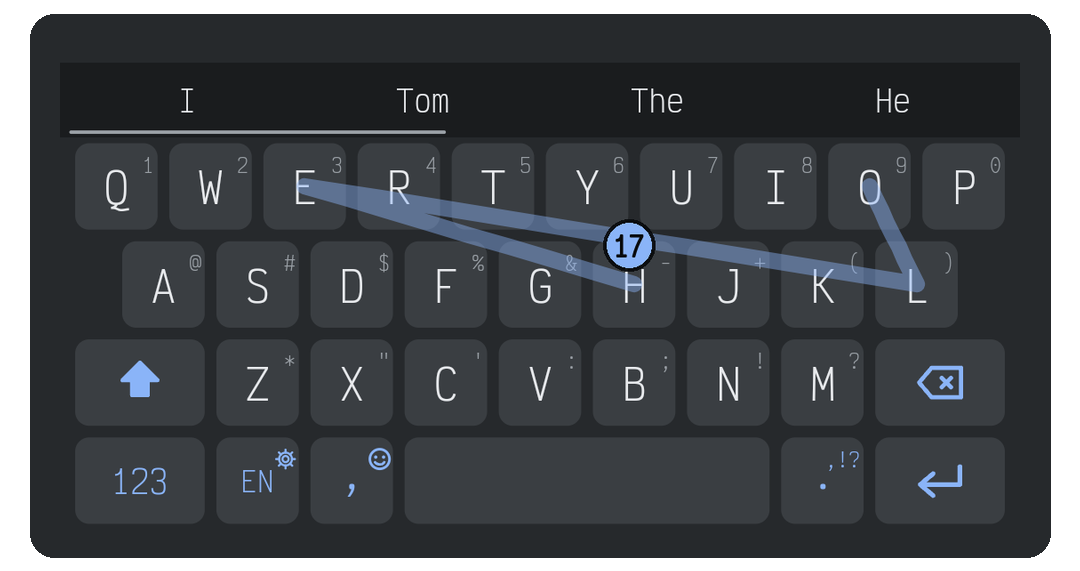 I Tom The He
Q 1 W 2 E 3 R 4 T 5 Y 6 U 7 I 8 O 9 P 0
17
A @ S # D $ F % G & H - J + K ( L )
Z * X " C ' V : B ; N ! M ?
123 EN , . ,!?